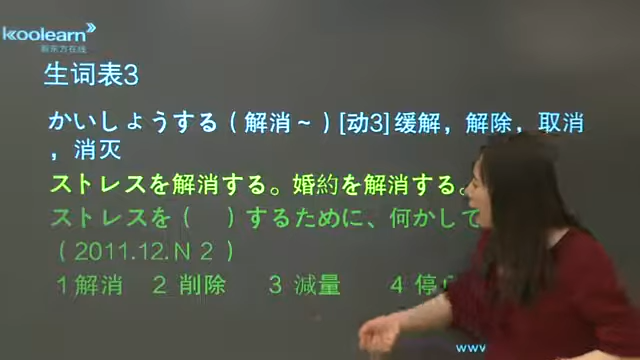 koolearn
新东方在线
生词表3
かいしょうする（解消～）[动3]缓解，解除，取消
，消灭
ストレスを解消する。婚約を解消する。
ストレスを（　）するために、何かして
（2011.12.N２）
1解消　2 削除　3 減量　4 停
www